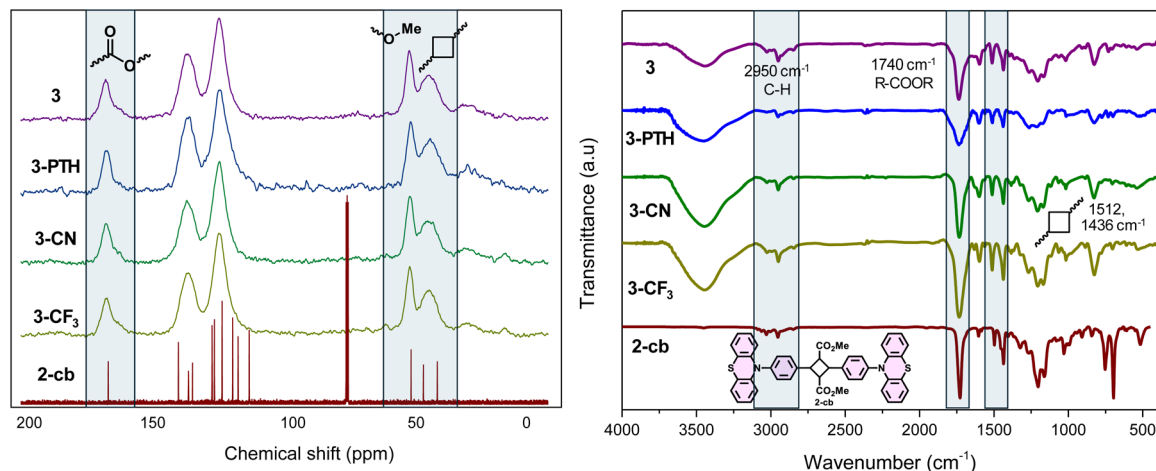 O
O
O
Me
3
3-PTH
3-CN
3-CF₃
2-cb
200
150
100
50
0
Chemical shift (ppm)
Transmittance (a.u)
3
2950 cm⁻¹
C-H
1740 cm⁻¹
R-COOR
3-PTH
3-CN
1512,
1436 cm⁻¹
3-CF₃
2-cb
CO₂Me
S
N
N
S
CO₂Me
2-cb
4000
3500
3000
2500
2000
1500
1000
500
Wavenumber (cm⁻¹)